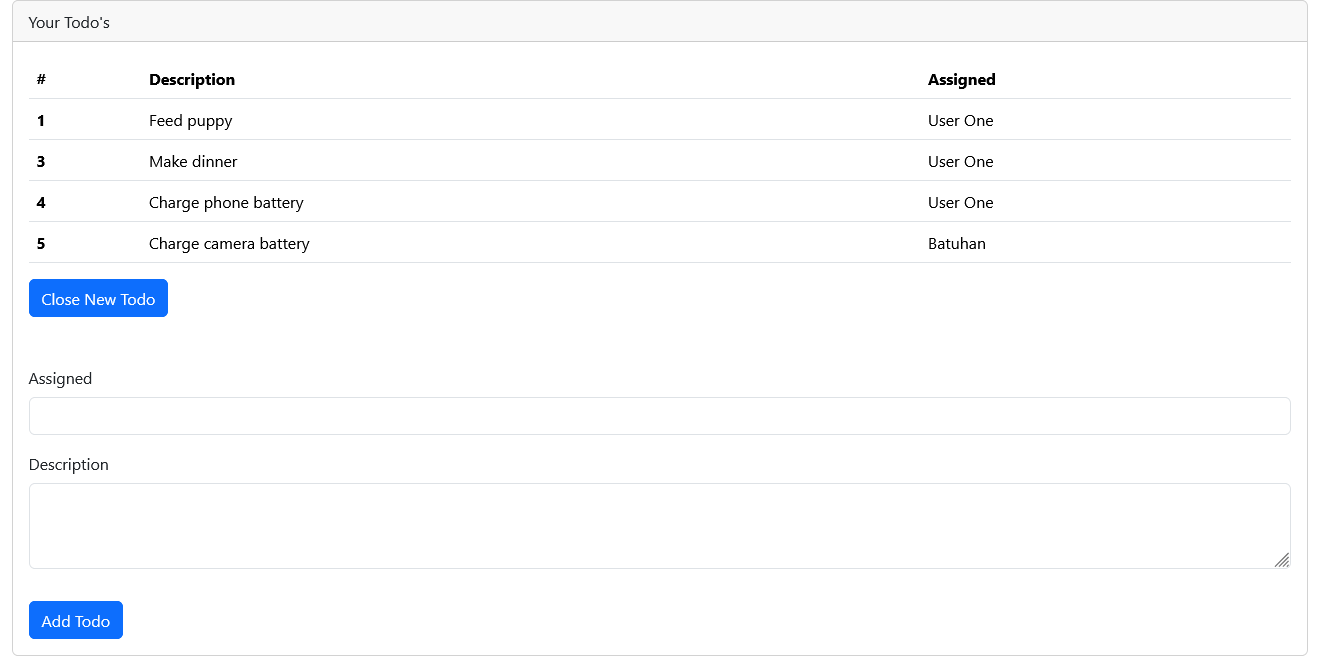 Your Todo's
# Description Assigned
1 Feed puppy User One
3 Make dinner User One
4 Charge phone battery User One
5 Charge camera battery Batuhan
Close New Todo
Assigned
Description
Add Todo